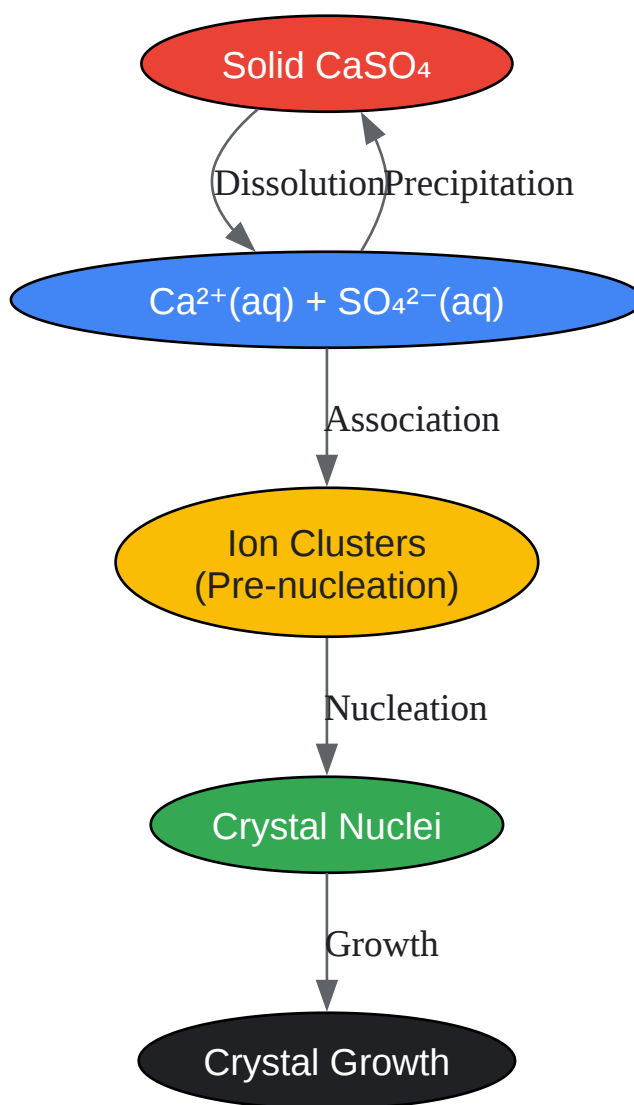 Solid CaSO₄
Dissolution
Precipitation
Ca²⁺(aq) + SO₄²⁻(aq)
Association
Ion Clusters
(Pre-nucleation)
Nucleation
Crystal Nuclei
Growth
Crystal Growth